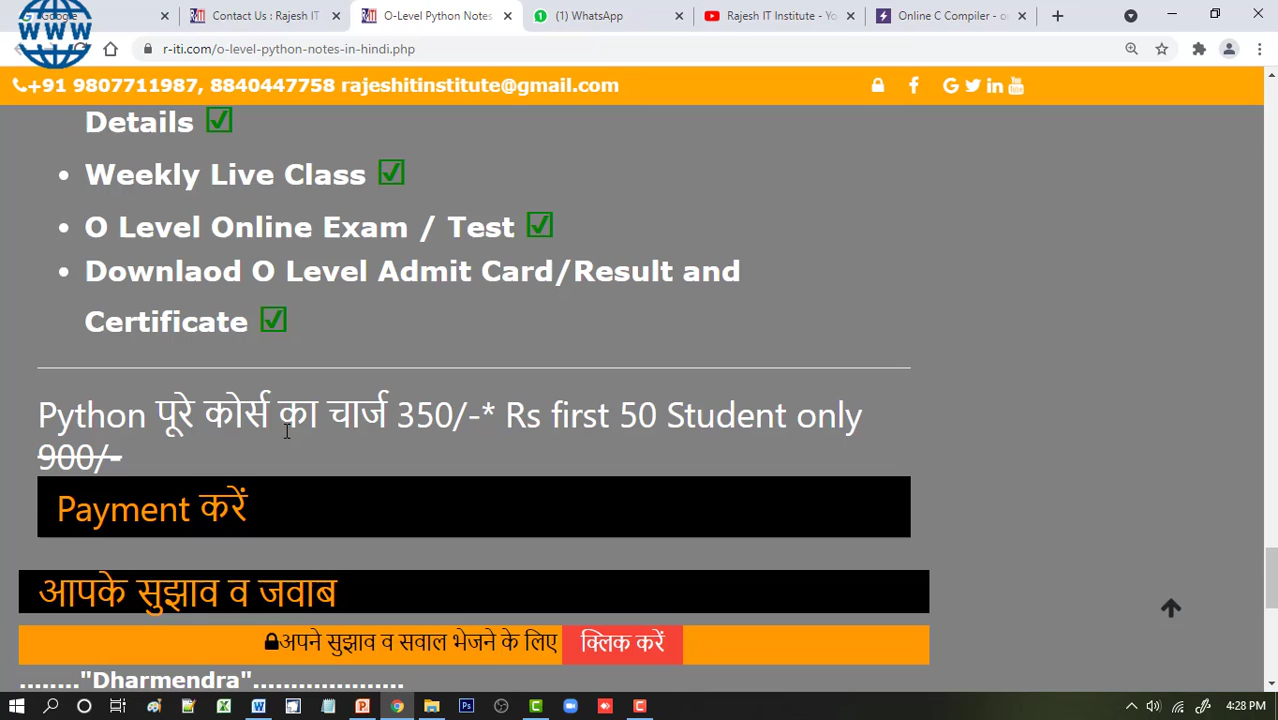 Google
Contact Us : Rajesh IT
O-Level Python Notes
(1) WhatsApp
Rajesh IT Institute - Yo
Online C Compiler - o
WWW
r-iti.com/o-level-python-notes-in-hindi.php
+91 9807711987, 8840447758 rajeshitinstitute@gmail.com
Details
Weekly Live Class
O Level Online Exam / Test
Downlaod O Level Admit Card/Result and
Certificate
Python पूरे कोर्स का चार्ज 350/-* Rs first 50 Student only
900/-
Payment करें
आपके सुझाव व जवाब
अपने सुझाव व सवाल भेजने के लिए क्लिक करें
........"Dharmendra"...................
4:28 PM